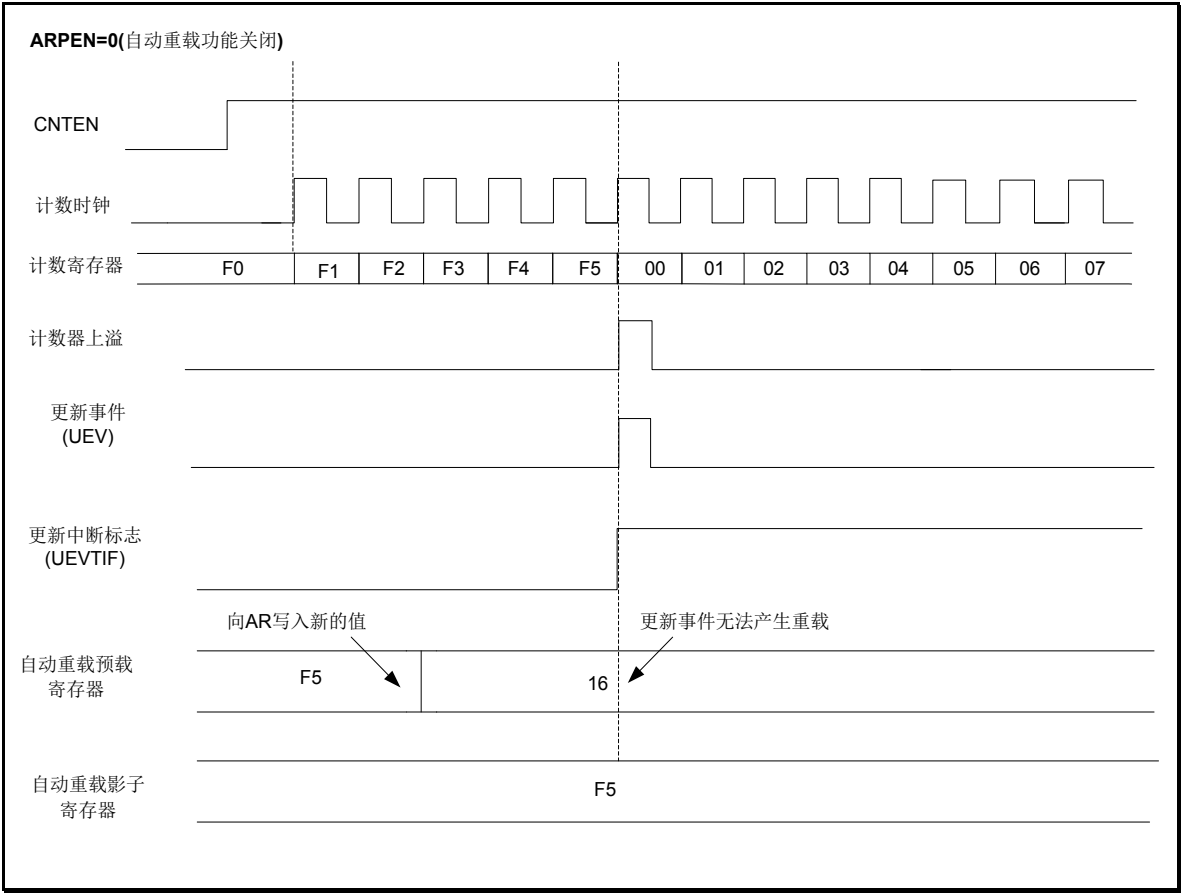 ARPEN=0(自动重载功能关闭)
CNTEN
计数时钟
计数寄存器
F0 F1 F2 F3 F4 F5 00 01 02 03 04 05 06 07
计数器上溢
更新事件
(UEV)
更新中断标志
(UEVTIF)
向AR写入新的值
更新事件无法产生重载
自动重载预载
寄存器
F5
16
自动重载影子
寄存器
F5